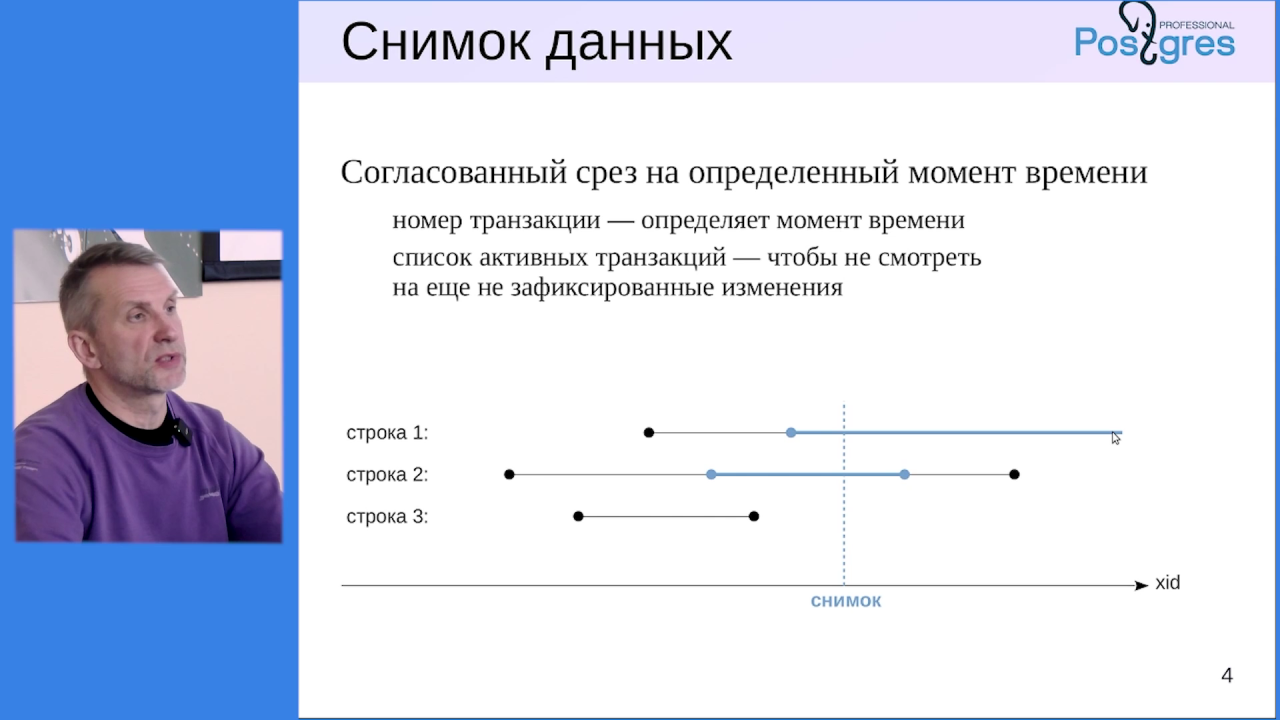 Снимок данных
PROFESSIONAL
Postgres
Согласованный срез на определенный момент времени
номер транзакции — определяет момент времени
список активных транзакций — чтобы не смотреть
на еще не зафиксированные изменения
строка 1:
строка 2:
строка 3:
xid
снимок
4